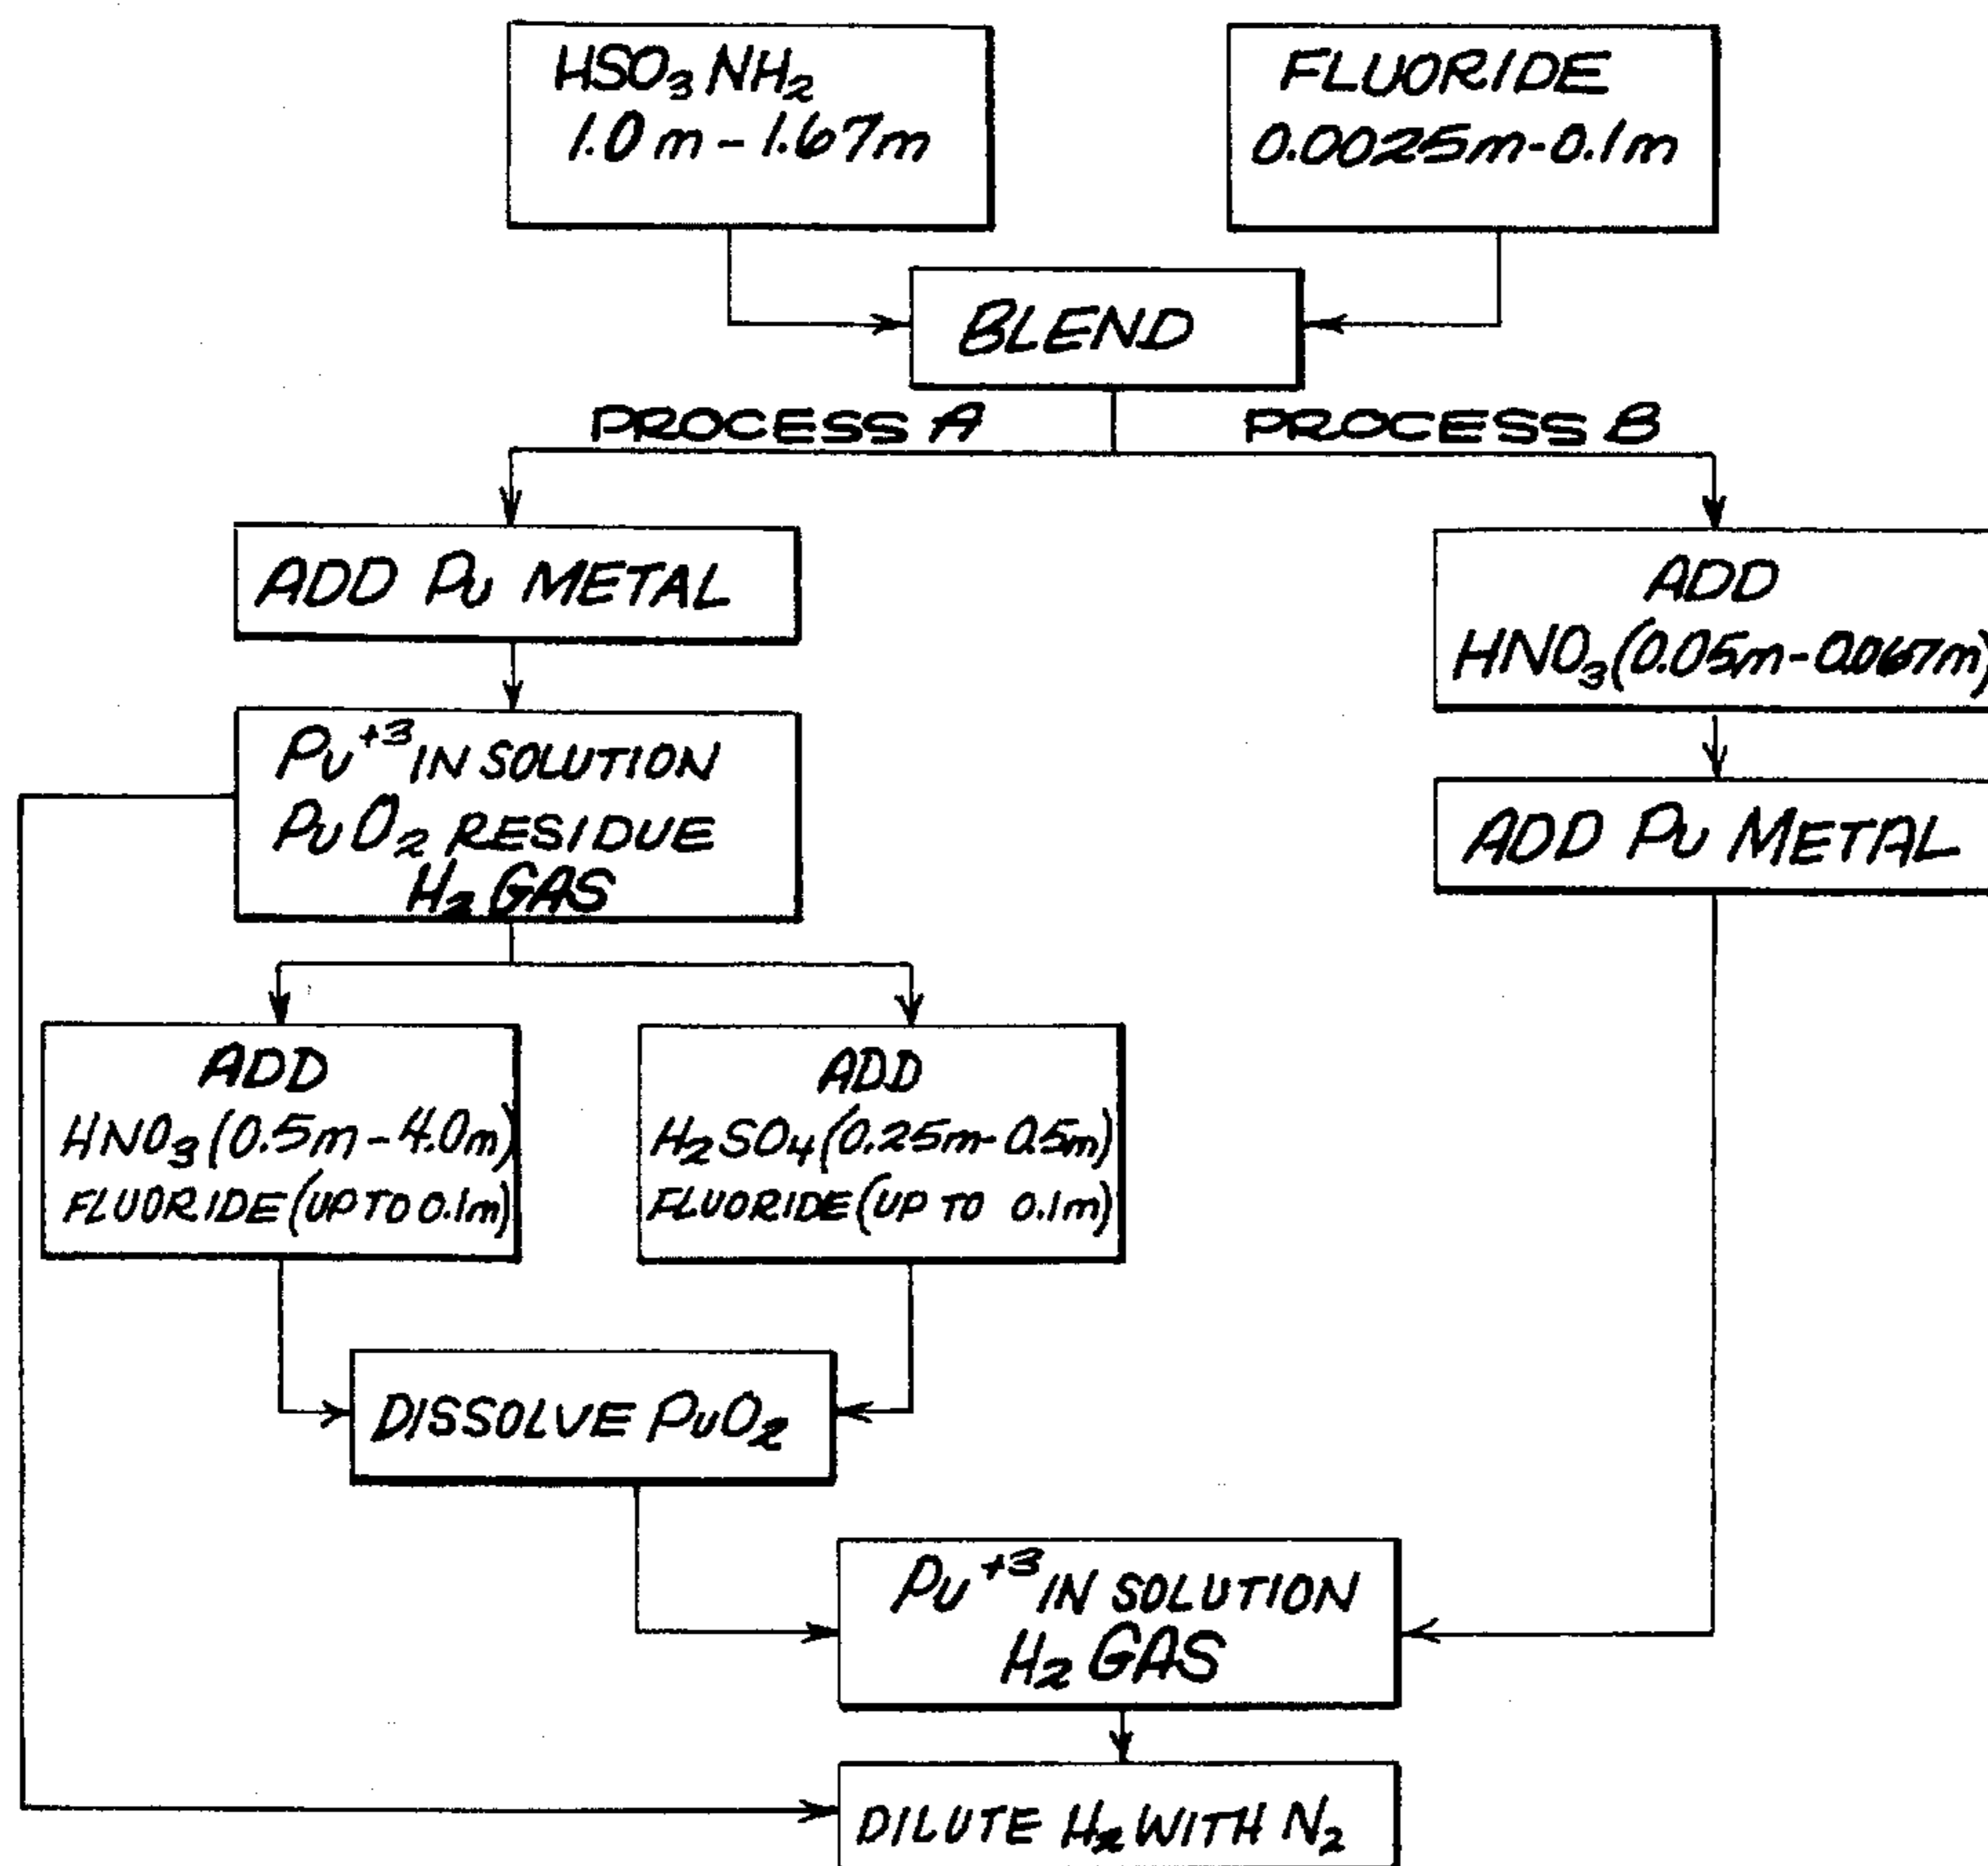 HSO₃NH₂
1.0m - 1.67m
FLUORIDE
0.0025m-0.1m
BLEND
PROCESS A
PROCESS B
ADD Pu METAL
ADD
HNO₃(0.05m-0.067m)
Pu⁺³ IN SOLUTION
PuO₂ RESIDUE
H₂ GAS
ADD Pu METAL
ADD
HNO₃(0.5m-4.0m)
FLUORIDE(UP TO 0.1m)
ADD
H₂SO₄(0.25m-0.5m)
FLUORIDE(UP TO 0.1m)
DISSOLVE PuO₂
Pu⁺³ IN SOLUTION
H₂ GAS
DILUTE H₂ WITH N₂